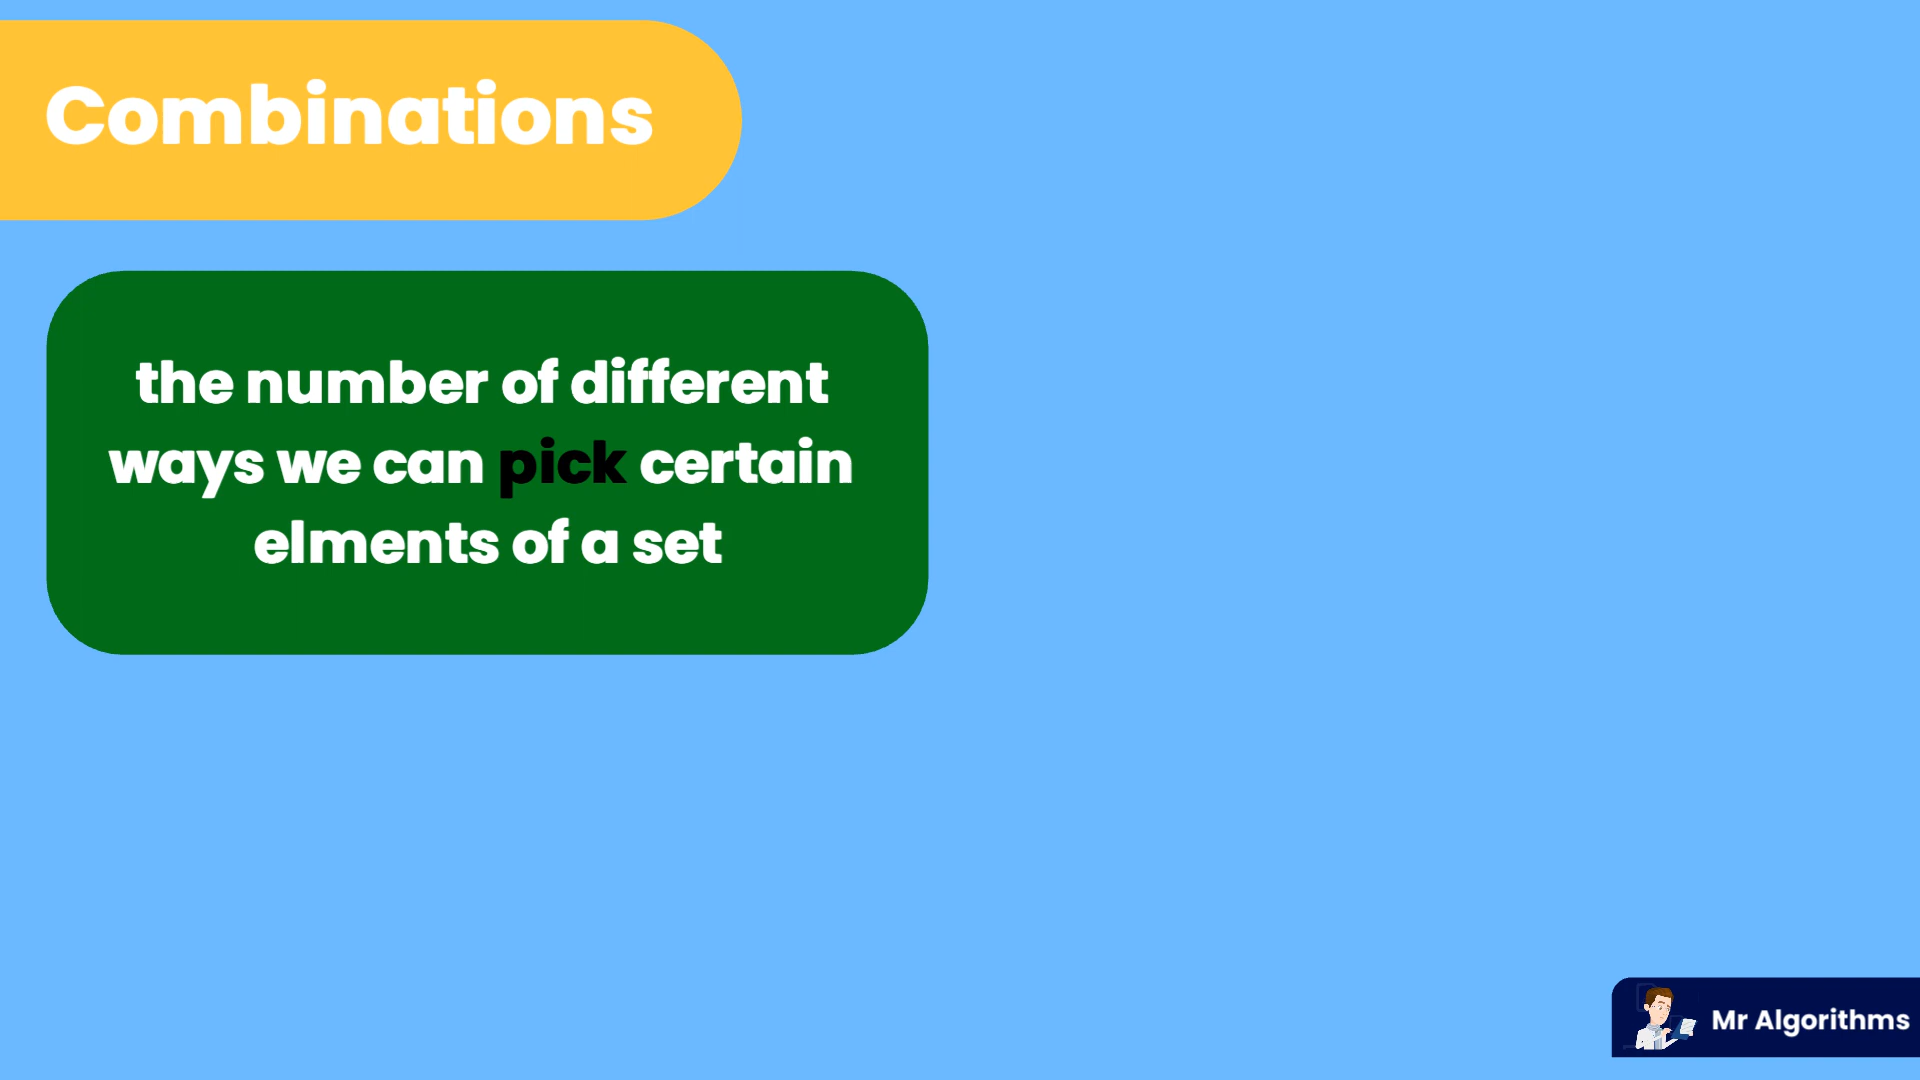 Combinations
the number of different
ways we can pick certain
elments of a set
Mr Algorithms